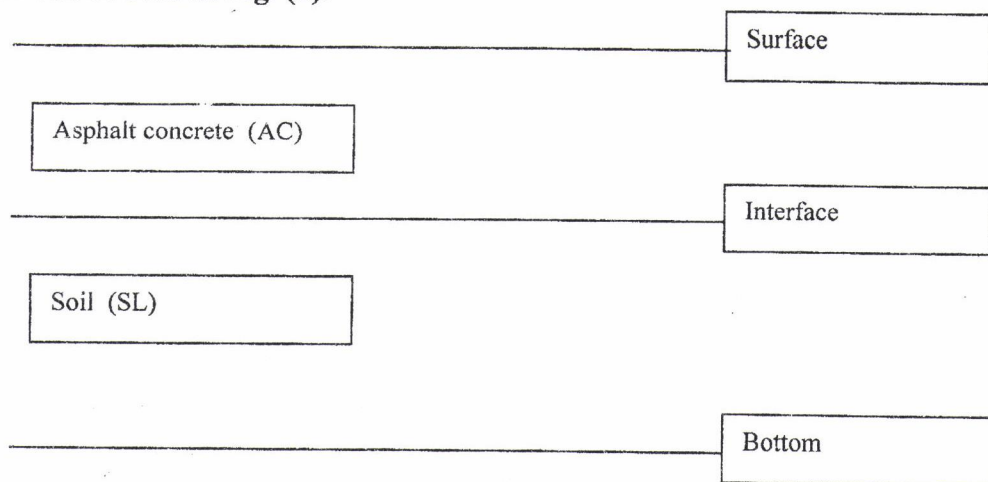 Surface
Asphalt concrete (AC)
Interface
Soil (SL)
Bottom